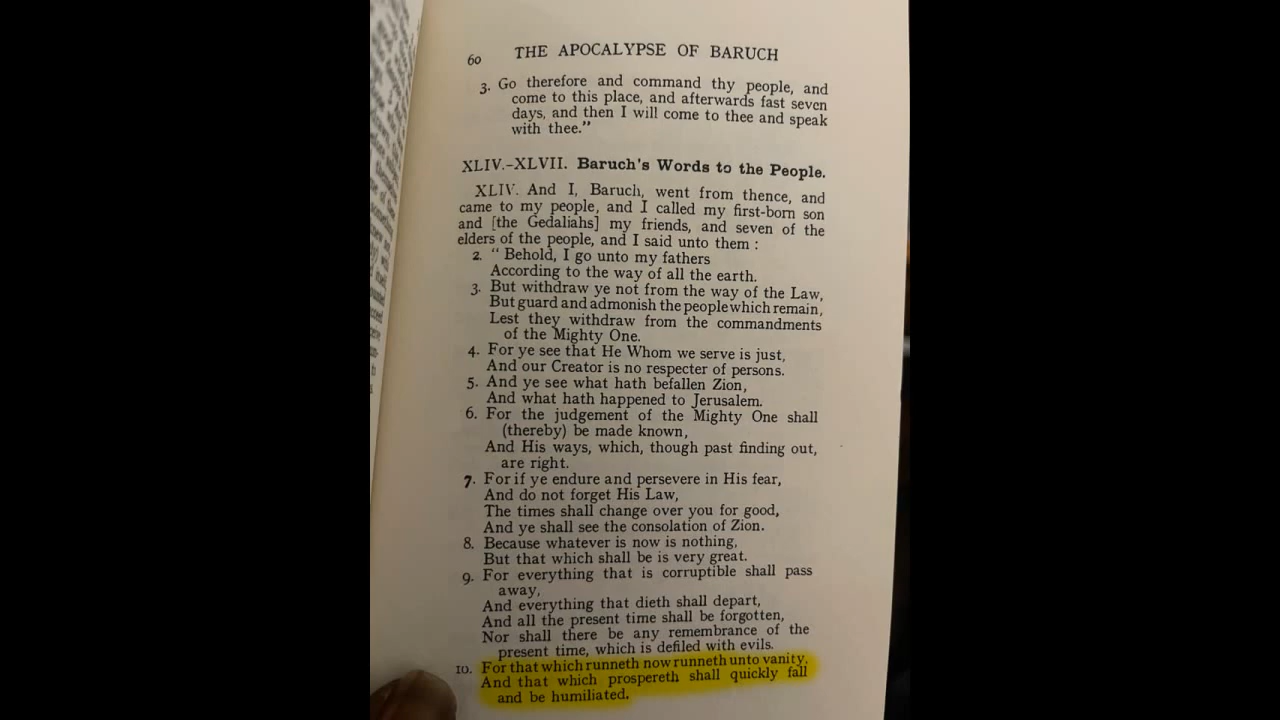 60 THE APOCALYPSE OF BARUCH
3. Go therefore and command thy people, and
come to this place, and afterwards fast seven
days, and then I will come to thee and speak
with thee."
XLIV.-XLVII. Baruch's Words to the People.
XLIV. And I, Baruch, went from thence, and
came to my people, and I called my first-born son
and [the Gedaliahs] my friends, and seven of the
elders of the people, and I said unto them :
2. " Behold, I go unto my fathers
According to the way of all the earth.
3. But withdraw ye not from the way of the Law,
But guard and admonish the people which remain,
Lest they withdraw from the commandments
of the Mighty One.
4. For ye see that He Whom we serve is just,
And our Creator is no respecter of persons.
5. And ye see what hath befallen Zion,
And what hath happened to Jerusalem.
6. For the judgement of the Mighty One shall
(thereby) be made known,
And His ways, which, though past finding out,
are right.
7. For if ye endure and persevere in His fear,
And do not forget His Law,
The times shall change over you for good,
And ye shall see the consolation of Zion.
8. Because whatever is now is nothing,
But that which shall be is very great.
9. For everything that is corruptible shall pass
away,
And everything that dieth shall depart,
And all the present time shall be forgotten,
Nor shall there be any remembrance of the
present time, which is defiled with evils.
10. For that which runneth now runneth unto vanity,
And that which prospereth shall quickly fall
and be humiliated.